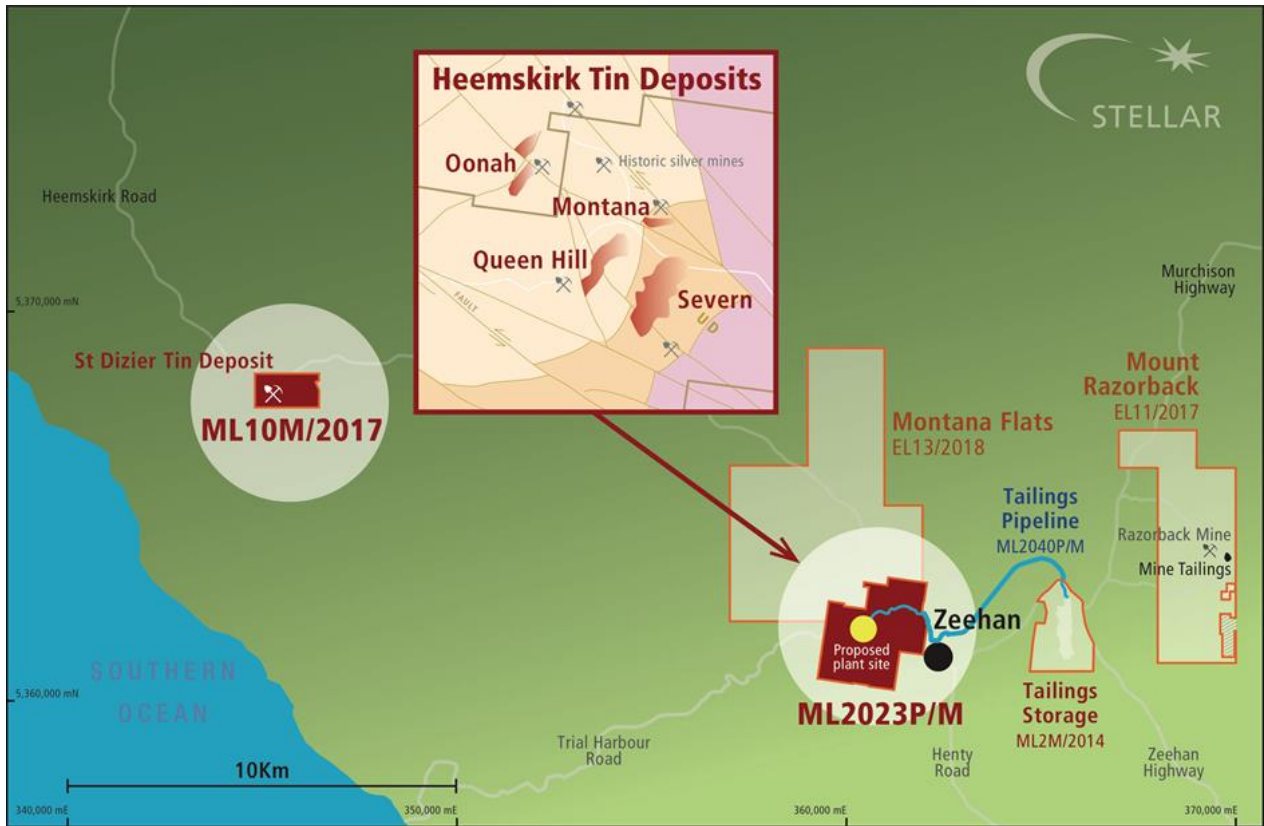 Heemskirk Tin Deposits
Oonah
Historic silver mines
Montana
Queen Hill
Severn
FAULT
U D
STELLAR
Heemskirk Road
Murchison
Highway
5,370,000 mN
St Dizier Tin Deposit
ML10M/2017
Mount
Razorback
EL11/2017
Montana Flats
EL13/2018
Tailings
Pipeline
ML2040P/M
Razorback Mine
Mine Tailings
Zeehan
Proposed
plant site
SOUTHERN
OCEAN
5,360,000 mN
ML2023P/M
Tailings
Storage
ML2M/2014
Trial Harbour
Road
Henty
Road
Zeehan
Highway
10Km
340,000 mE
350,000 mE
360,000 mE
370,000 mE